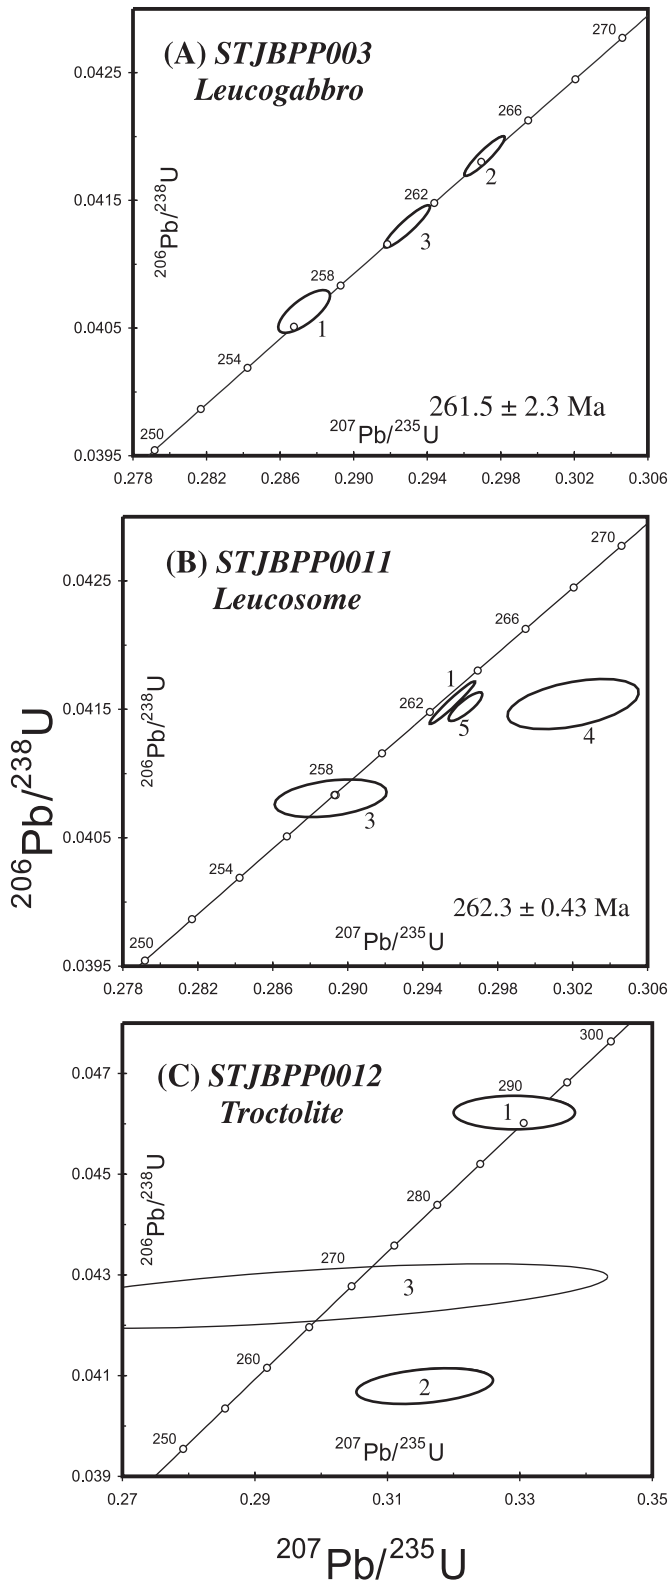 (A) STJBPP003
Leucogabbro
270
266
262
258
254
250
2
3
1
0.0425
0.0415
0.0405
0.0395
206Pb/238U
261.5 ± 2.3 Ma
207Pb/235U
0.278 0.282 0.286 0.290 0.294 0.298 0.302 0.306
(B) STJBPP0011
Leucosome
270
266
262
258
254
250
1
5
4
3
0.0425
0.0415
0.0405
0.0395
206Pb/238U
262.3 ± 0.43 Ma
207Pb/235U
0.278 0.282 0.286 0.290 0.294 0.298 0.302 0.306
206Pb/238U
(C) STJBPP0012
Troctolite
300
290
280
270
260
250
1
3
2
0.047
0.045
0.043
0.041
0.039
206Pb/238U
207Pb/235U
0.27 0.29 0.31 0.33 0.35
207Pb/235U